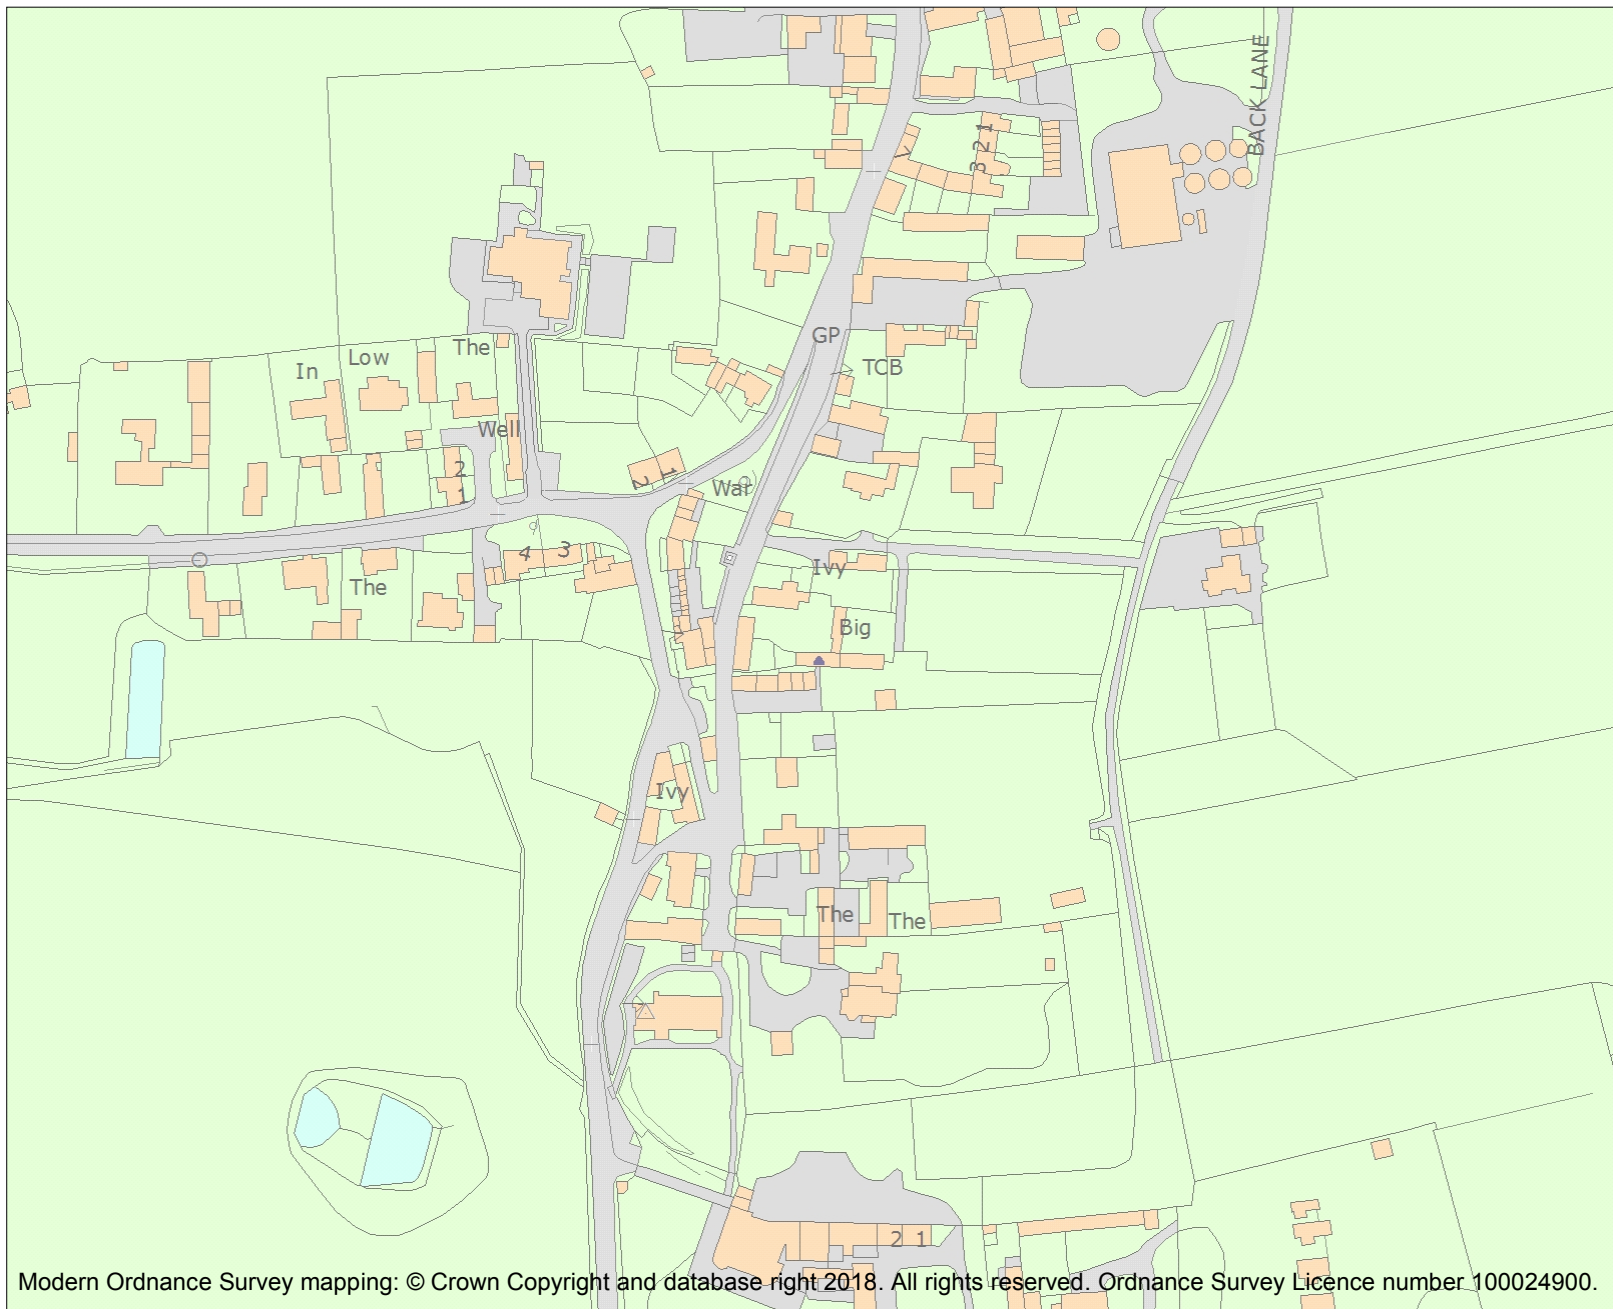 BACK LANE
1
2
3
GP
TCB
The
Low
In
Well
2
1
1
2
War
4 3
The
Ivy
Big
Ivy
The
The
2 1
Modern Ordnance Survey mapping: © Crown Copyright and database right 2018. All rights reserved. Ordnance Survey Licence number 100024900.